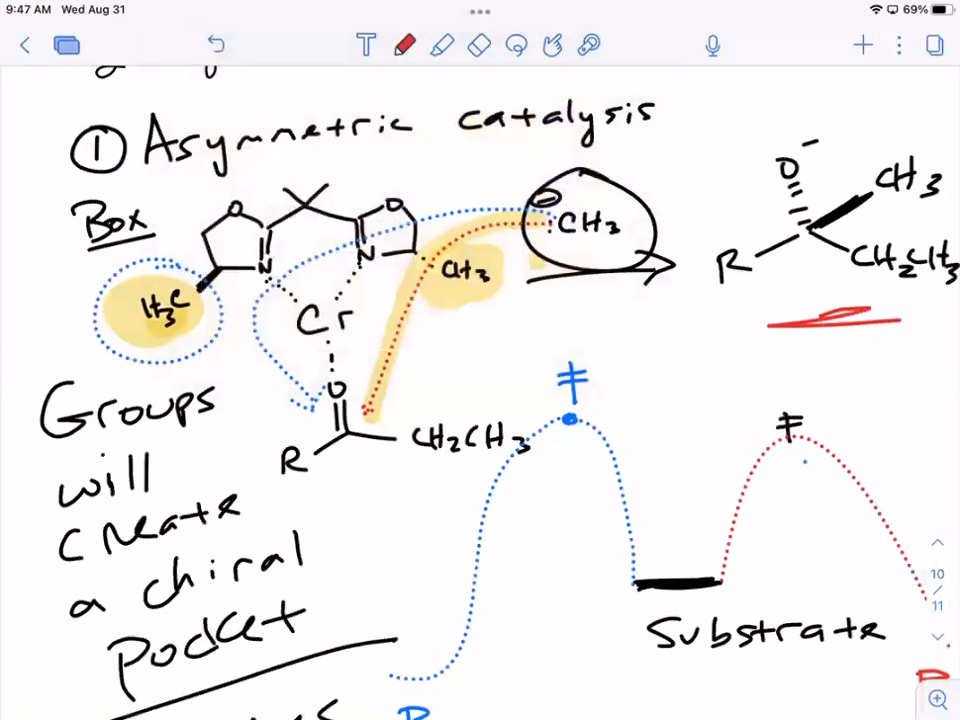 9:47 AM Wed Aug 31
69%
T
① Asymmetric catalysis
Box
O
O
N
N
H₃C
CH₃
Cr
O
R
CH₂CH₃
⊖
:CH₃
O⁻
CH₃
R
CH₂CH₃
Groups
will
create
a chiral
pocket
‡
‡
Substrate
10
/
11